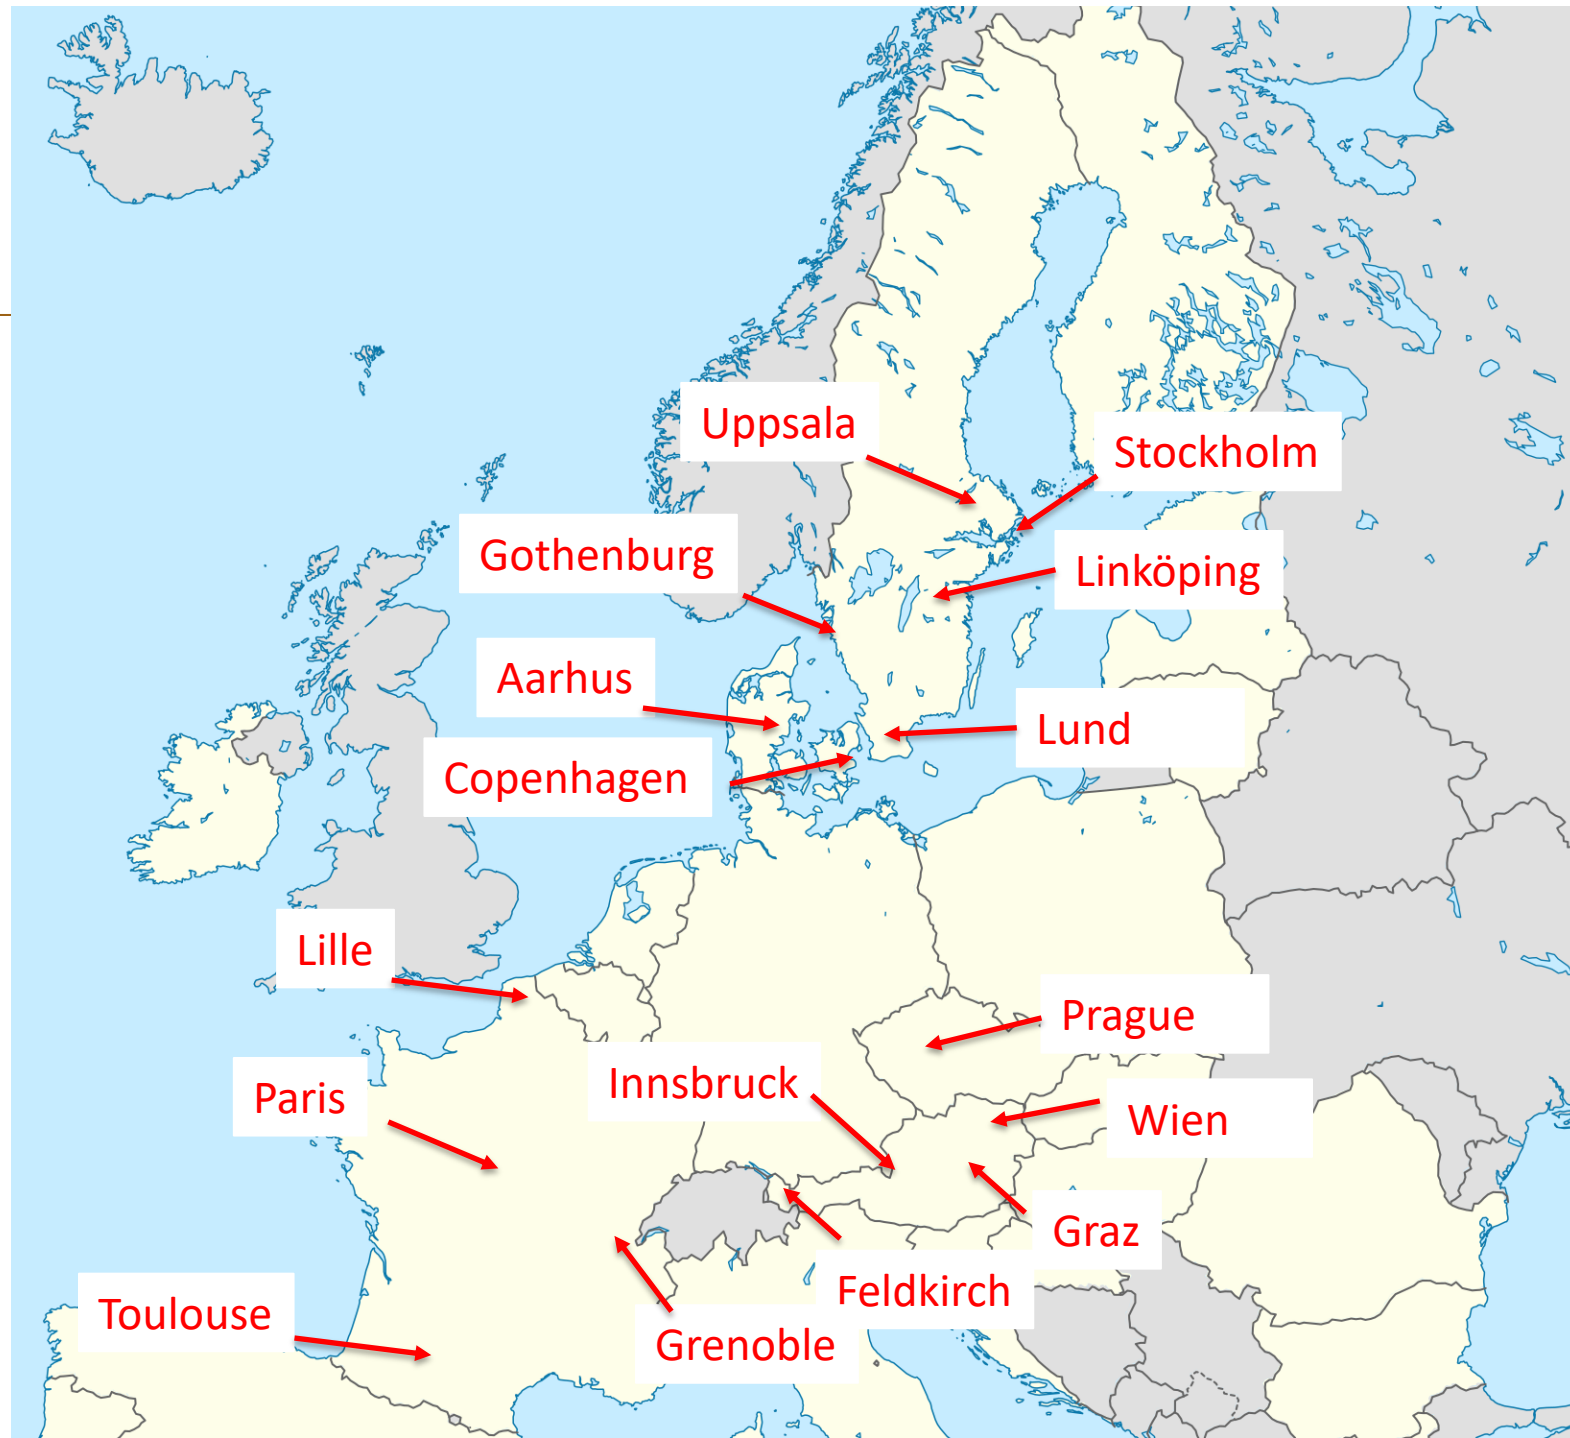 Uppsala
Stockholm
Gothenburg
Linköping
Aarhus
Lund
Copenhagen
Lille
Prague
Innsbruck
Paris
Wien
Graz
Feldkirch
Toulouse
Grenoble